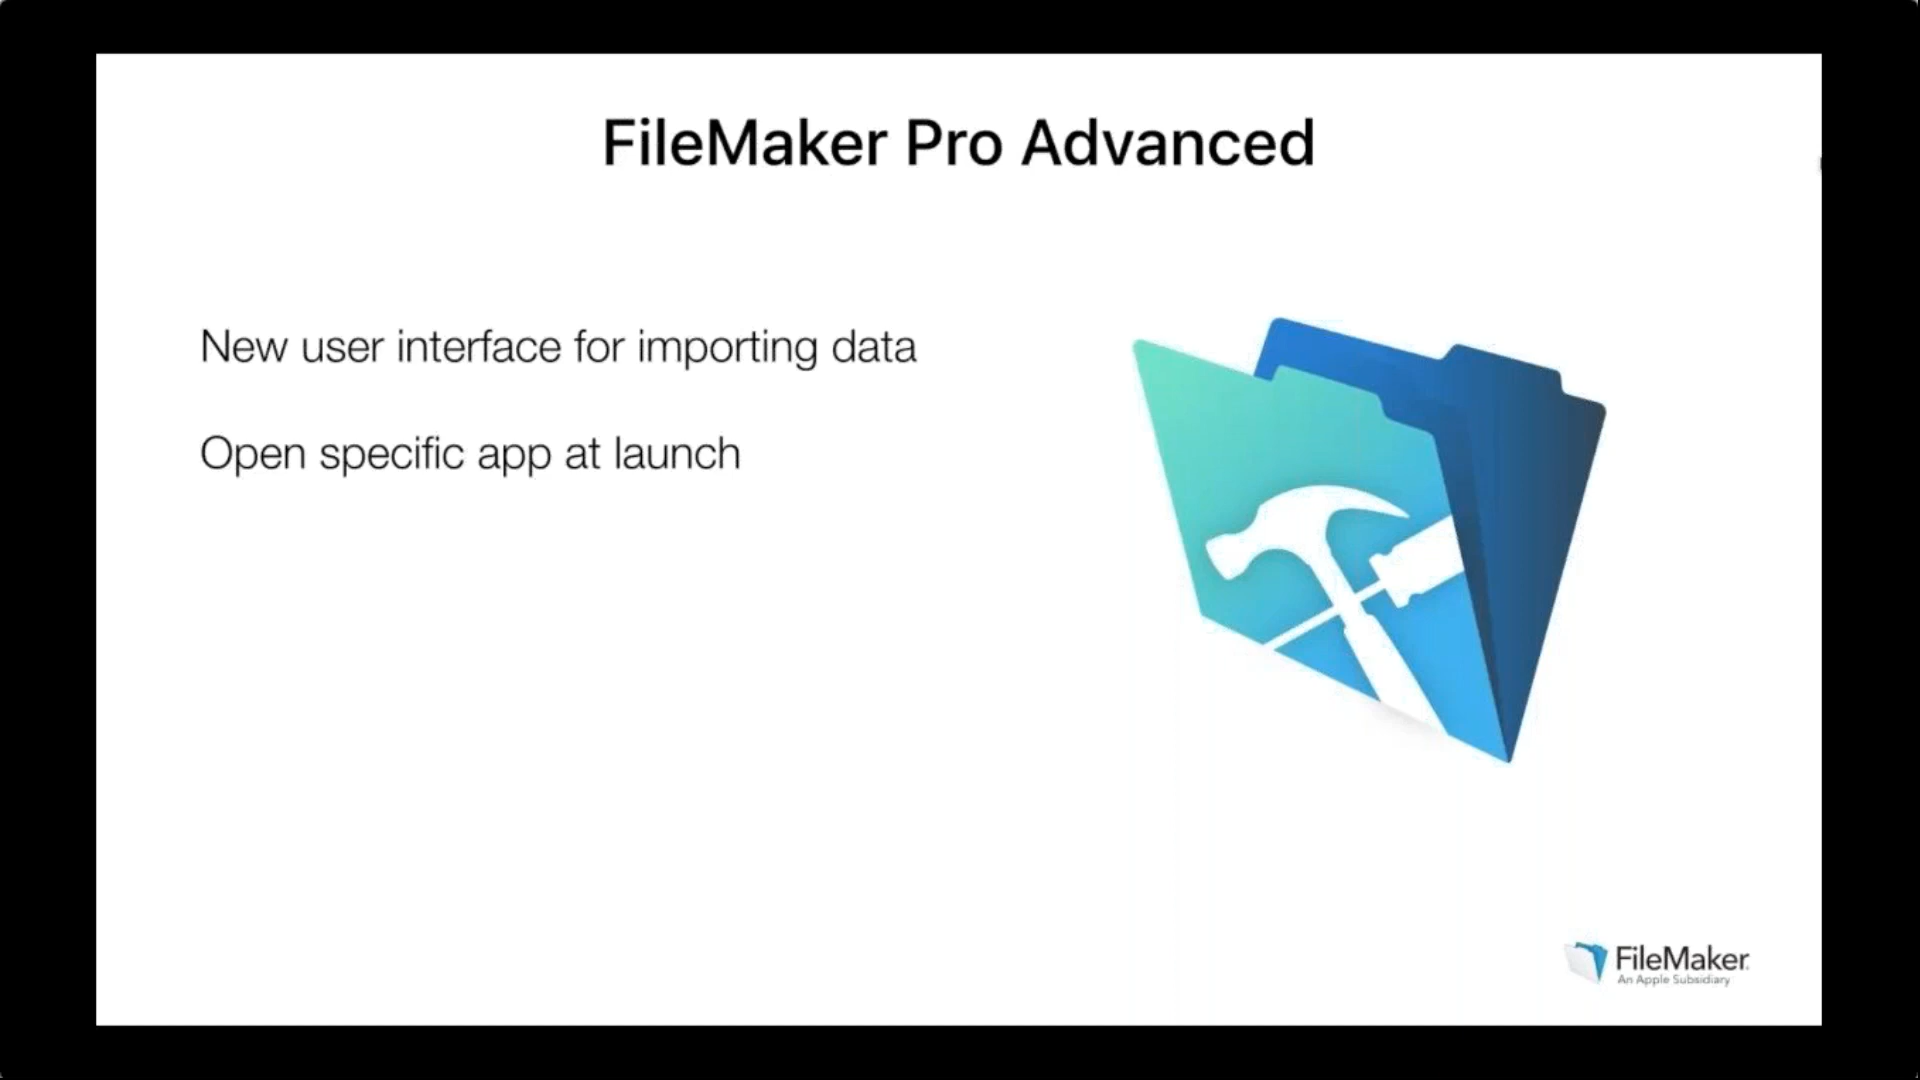 FileMaker Pro Advanced
New user interface for importing data
Open specific app at launch
FileMaker.
An Apple Subsidiary